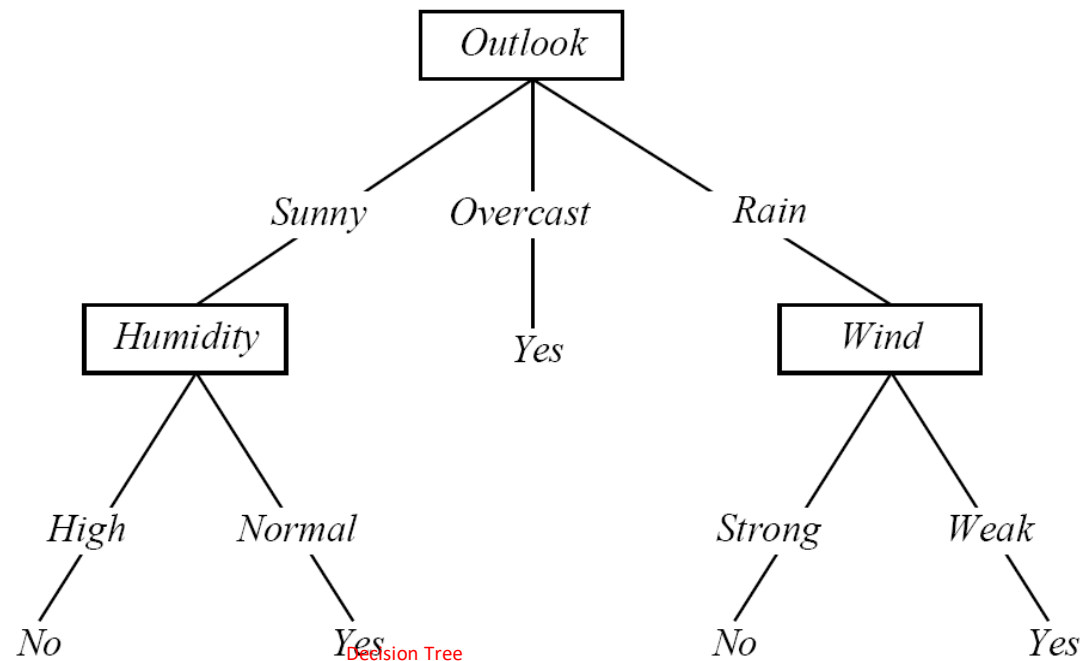 Outlook
Sunny Overcast Rain
Humidity Yes Wind
High Normal Strong Weak
No Yes No Yes
Decision Tree